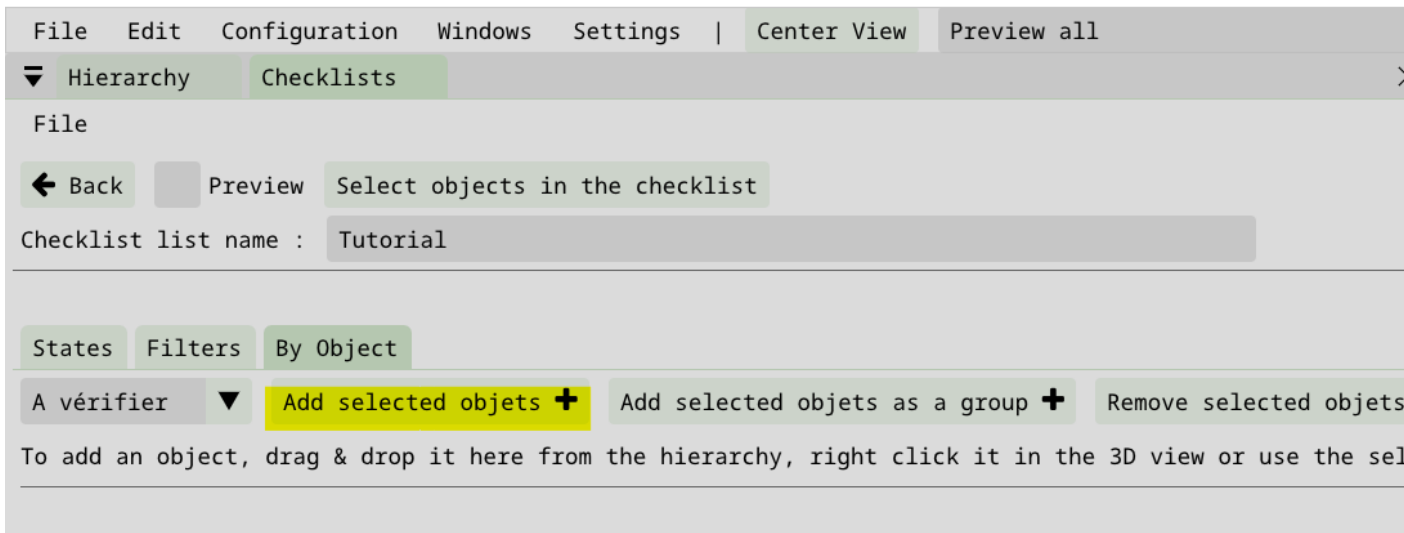 File Edit Configuration Windows Settings | Center View Preview all
Hierarchy Checklists
File
Back Preview Select objects in the checklist
Checklist list name : Tutorial
States Filters By Object
A vérifier Add selected objets + Add selected objets as a group + Remove selected objets
To add an object, drag & drop it here from the hierarchy, right click it in the 3D view or use the